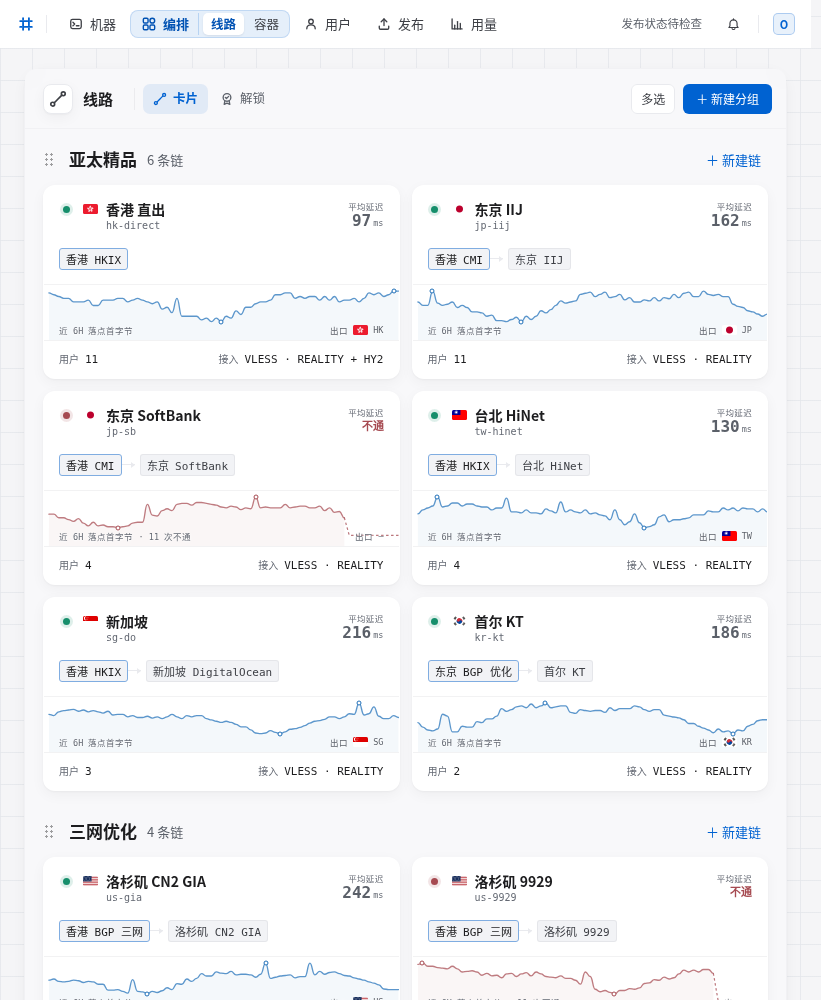 机器 编排 线路 容器 用户 发布 用量 发布状态待检查 O
线路 卡片 解锁 多选 + 新建分组
亚太精品 6 条链 + 新建链
香港 直出 平均延迟
hk-direct 97 ms
香港 HKIX
近 6H 落点首字节 出口 HK
用户 11 接入 VLESS · REALITY + HY2
东京 IIJ 平均延迟
jp-iij 162 ms
香港 CMI 东京 IIJ
近 6H 落点首字节 出口 JP
用户 11 接入 VLESS · REALITY
东京 SoftBank 平均延迟
jp-sb 不通
香港 CMI 东京 SoftBank
近 6H 落点首字节 · 11 次不通 出口
用户 4 接入 VLESS · REALITY
台北 HiNet 平均延迟
tw-hinet 130 ms
香港 HKIX 台北 HiNet
近 6H 落点首字节 出口 TW
用户 4 接入 VLESS · REALITY
新加坡 平均延迟
sg-do 216 ms
香港 HKIX 新加坡 DigitalOcean
近 6H 落点首字节 出口 SG
用户 3 接入 VLESS · REALITY
首尔 KT 平均延迟
kr-kt 186 ms
东京 BGP 优化 首尔 KT
近 6H 落点首字节 出口 KR
用户 2 接入 VLESS · REALITY
三网优化 4 条链 + 新建链
洛杉矶 CN2 GIA 平均延迟
us-gia 242 ms
香港 BGP 三网 洛杉矶 CN2 GIA
洛杉矶 9929 平均延迟
us-9929 不通
香港 BGP 三网 洛杉矶 9929